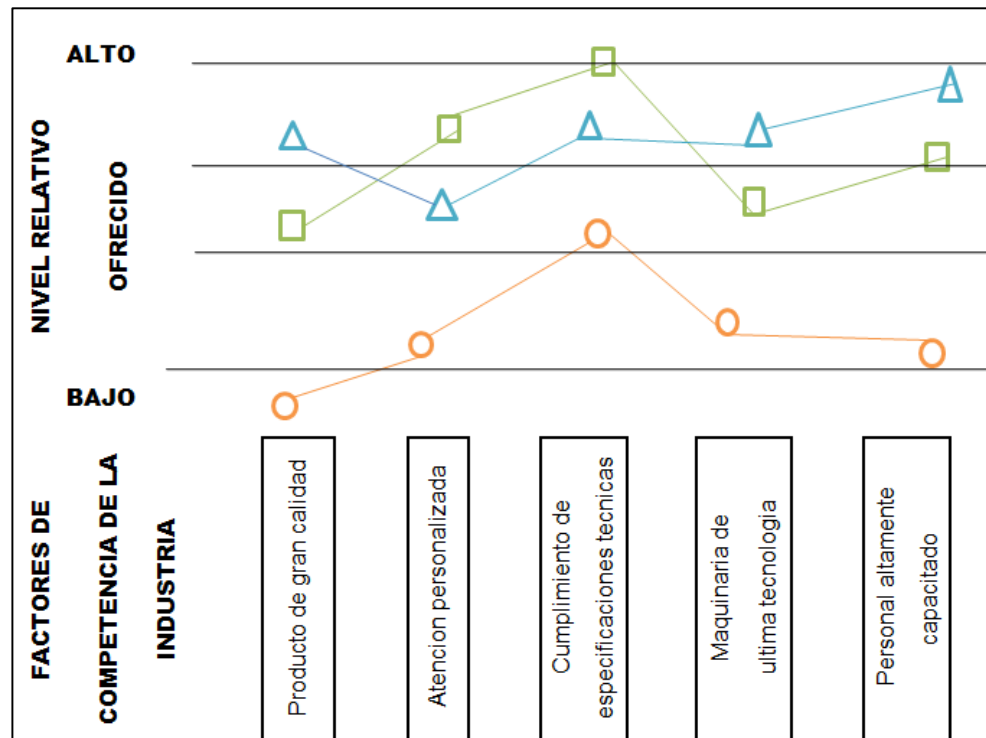 ALTO
NIVEL RELATIVO
OFRECIDO
BAJO
FACTORES DE
COMPETENCIA DE LA
INDUSTRIA
Producto de gran calidad
Atencion personalizada
Cumplimiento de
especificaciones tecnicas
Maquinaria de
ultima tecnologia
Personal altamente
capacitado